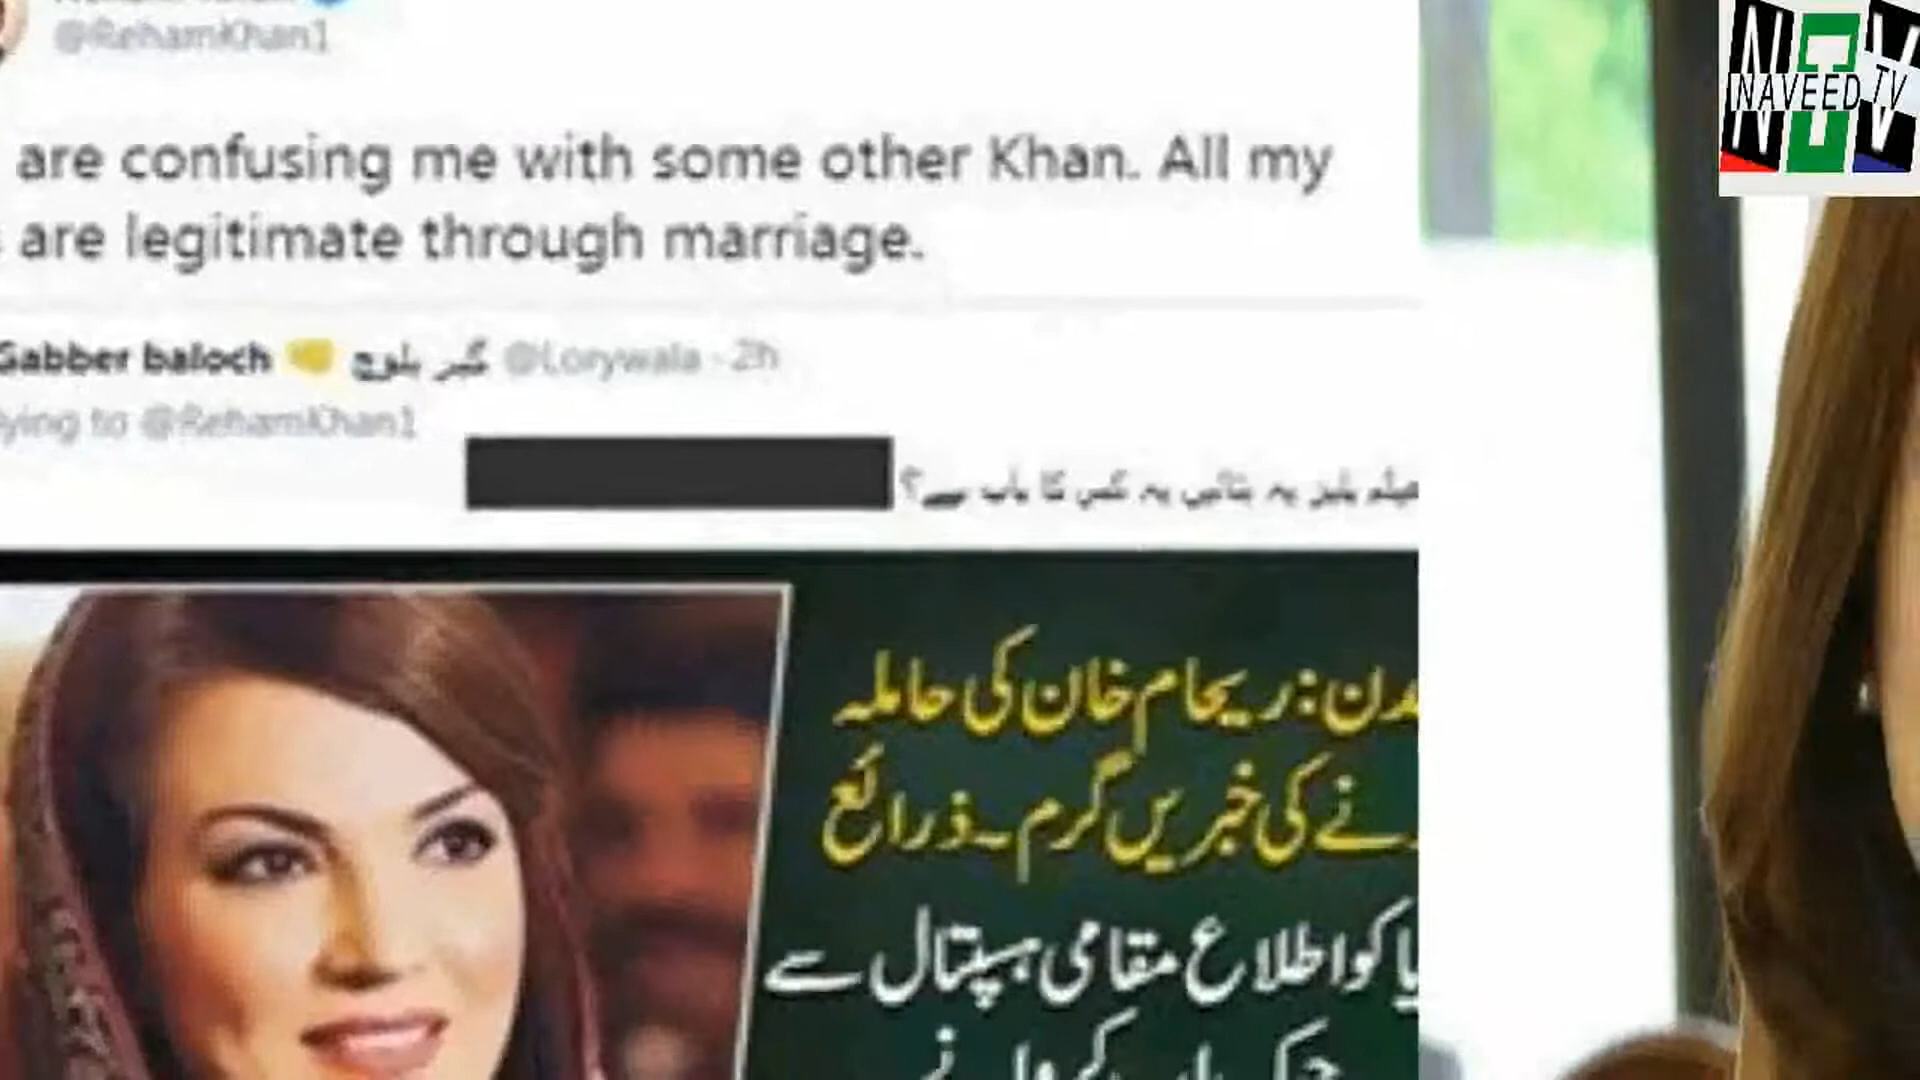 @RehamKhan1
NAVEED TV
are confusing me with some other Khan. All my
are legitimate through marriage.
Gabber baloch گبر بلوچ @Lorywala · 2h
ying to @RehamKhan1
پلیز یہ بتائیں یہ کس کا باپ ہے؟
ریحام خان کی حاملہ
نے کی خبریں گرم۔ ذرائع
کو اطلاع مقامی ہسپتال سے